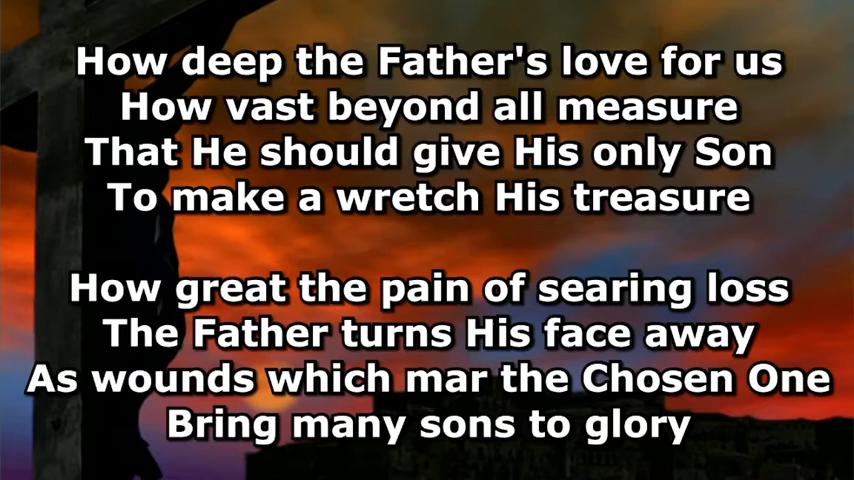 How deep the Father's love for us
How vast beyond all measure
That He should give His only Son
To make a wretch His treasure
How great the pain of searing loss
The Father turns His face away
As wounds which mar the Chosen One
Bring many sons to glory